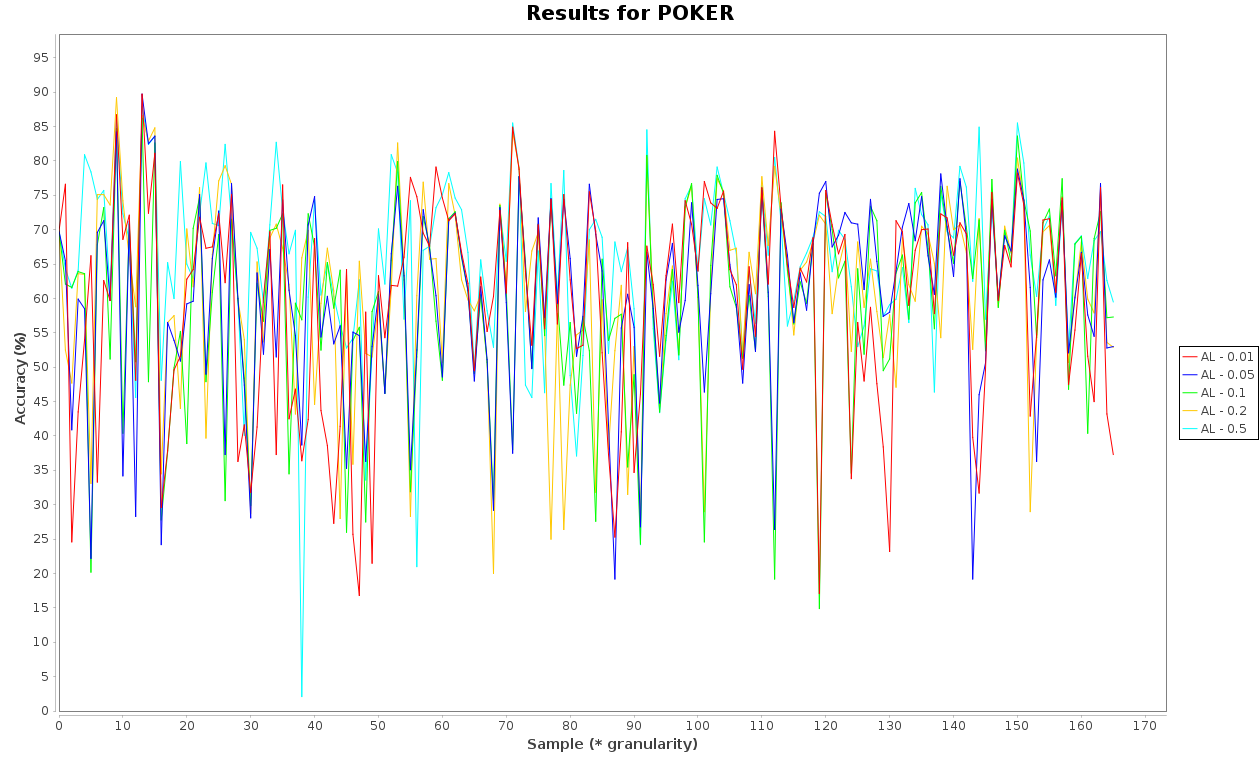 Results for POKER
Accuracy (%)
95
90
85
80
75
70
65
60
55
50
45
40
35
30
25
20
15
10
5
0
0 10 20 30 40 50 60 70 80 90 100 110 120 130 140 150 160 170
Sample (* granularity)
AL - 0.01
AL - 0.05
AL - 0.1
AL - 0.2
AL - 0.5